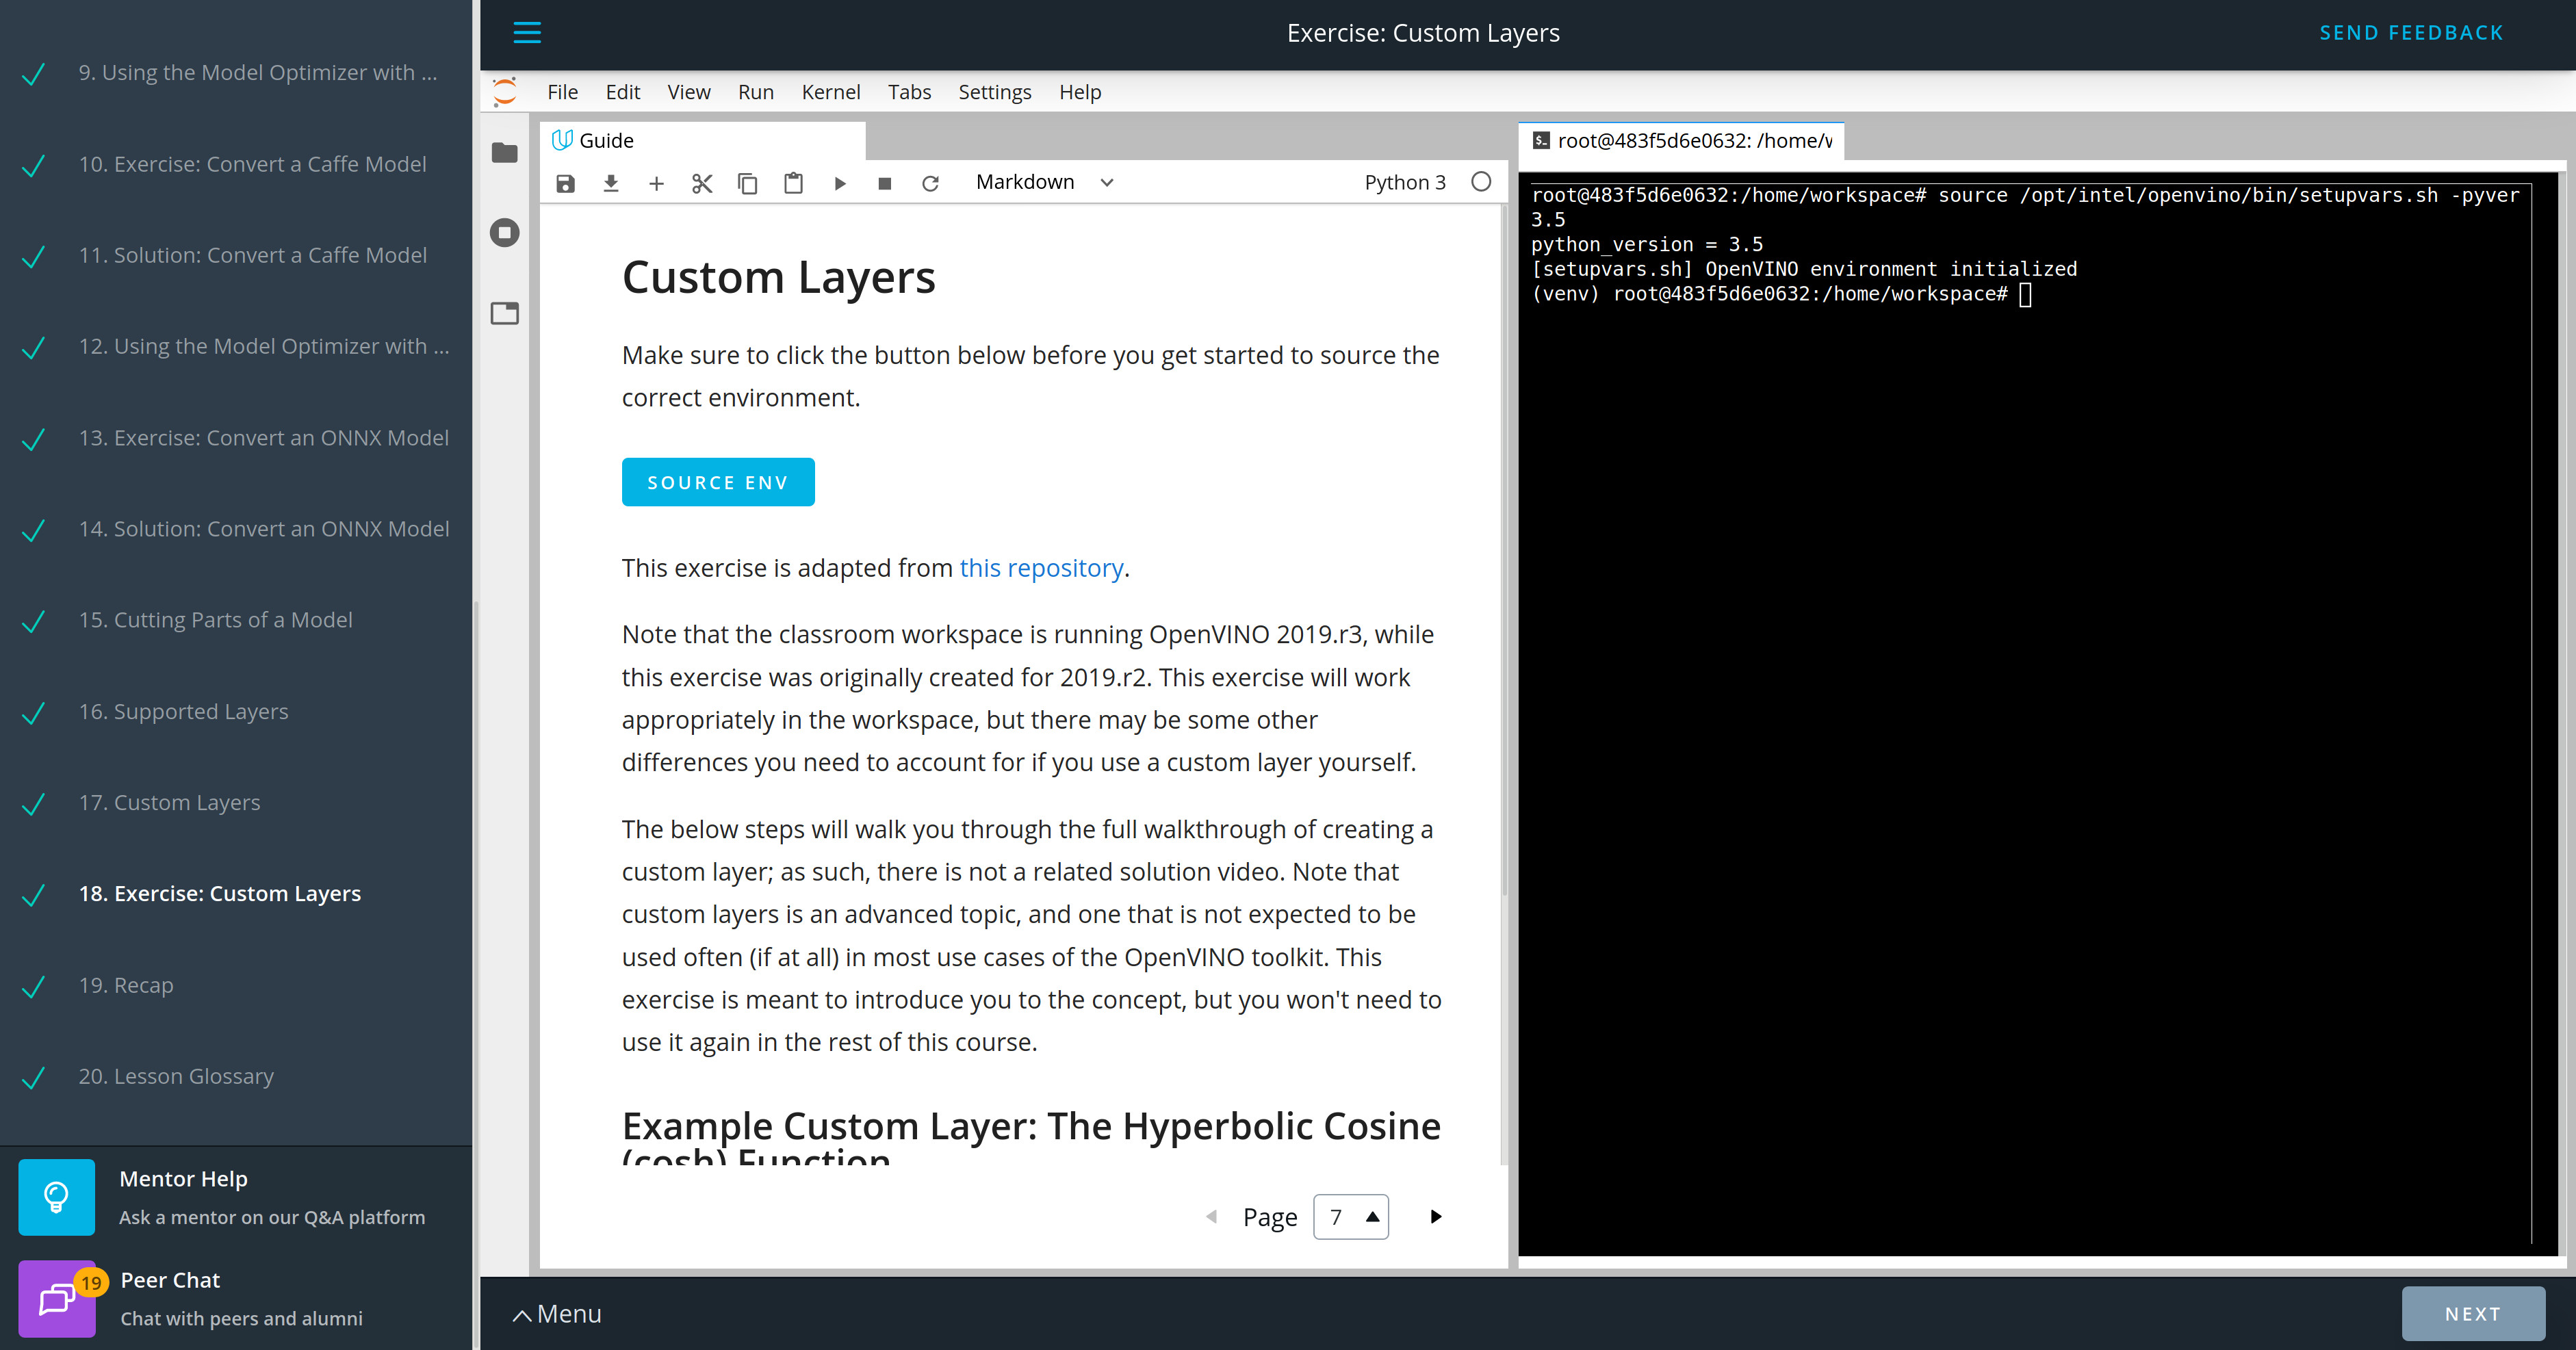 9. Using the Model Optimizer with ...
10. Exercise: Convert a Caffe Model
11. Solution: Convert a Caffe Model
12. Using the Model Optimizer with ...
13. Exercise: Convert an ONNX Model
14. Solution: Convert an ONNX Model
15. Cutting Parts of a Model
16. Supported Layers
17. Custom Layers
18. Exercise: Custom Layers
19. Recap
20. Lesson Glossary
Mentor Help
Ask a mentor on our Q&A platform
19
Peer Chat
Chat with peers and alumni
Exercise: Custom Layers
SEND FEEDBACK
File Edit View Run Kernel Tabs Settings Help
Guide
Markdown
Python 3
Custom Layers
Make sure to click the button below before you get started to source the
correct environment.
SOURCE ENV
This exercise is adapted from this repository.
Note that the classroom workspace is running OpenVINO 2019.r3, while
this exercise was originally created for 2019.r2. This exercise will work
appropriately in the workspace, but there may be some other
differences you need to account for if you use a custom layer yourself.
The below steps will walk you through the full walkthrough of creating a
custom layer; as such, there is not a related solution video. Note that
custom layers is an advanced topic, and one that is not expected to be
used often (if at all) in most use cases of the OpenVINO toolkit. This
exercise is meant to introduce you to the concept, but you won't need to
use it again in the rest of this course.
Example Custom Layer: The Hyperbolic Cosine
(cosh) Function
Page 7
root@483f5d6e0632: /home/v
root@483f5d6e0632:/home/workspace# source /opt/intel/openvino/bin/setupvars.sh -pyver
3.5
python_version = 3.5
[setupvars.sh] OpenVINO environment initialized
(venv) root@483f5d6e0632:/home/workspace#
Menu
NEXT